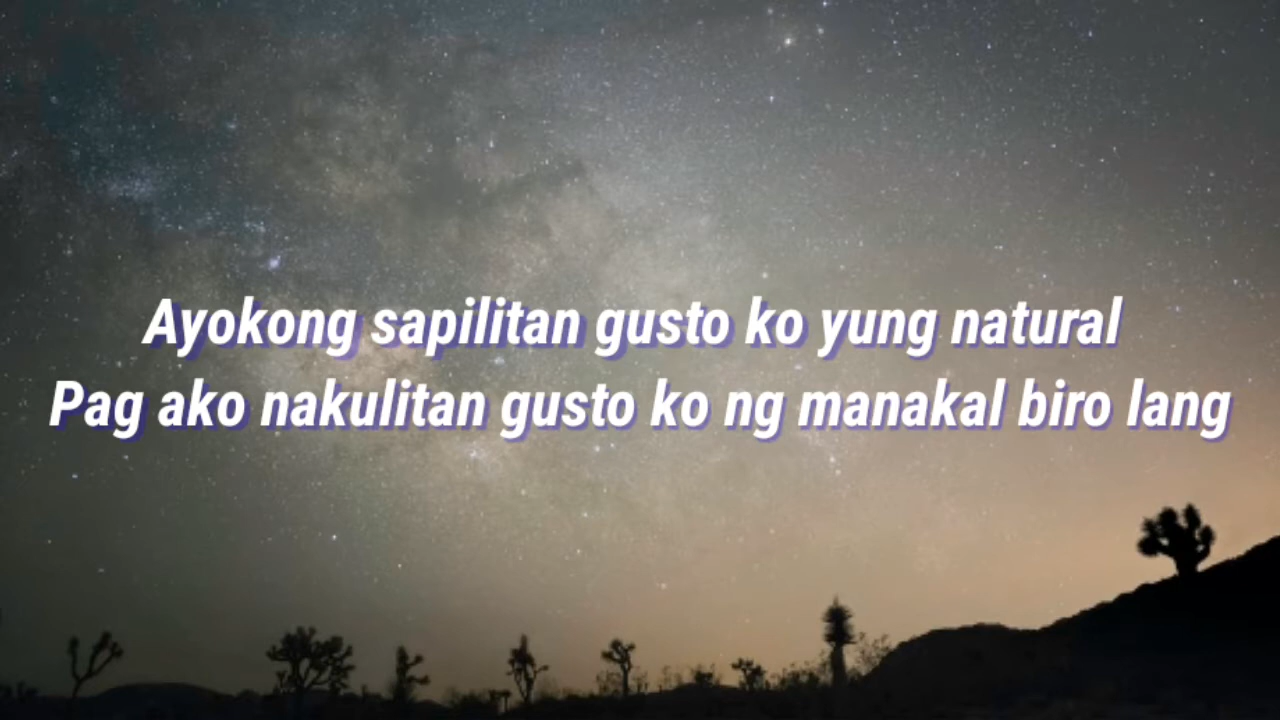 Ayokong sapilitan gusto ko yung natural
Pag ako nakulitan gusto ko ng manakal biro lang